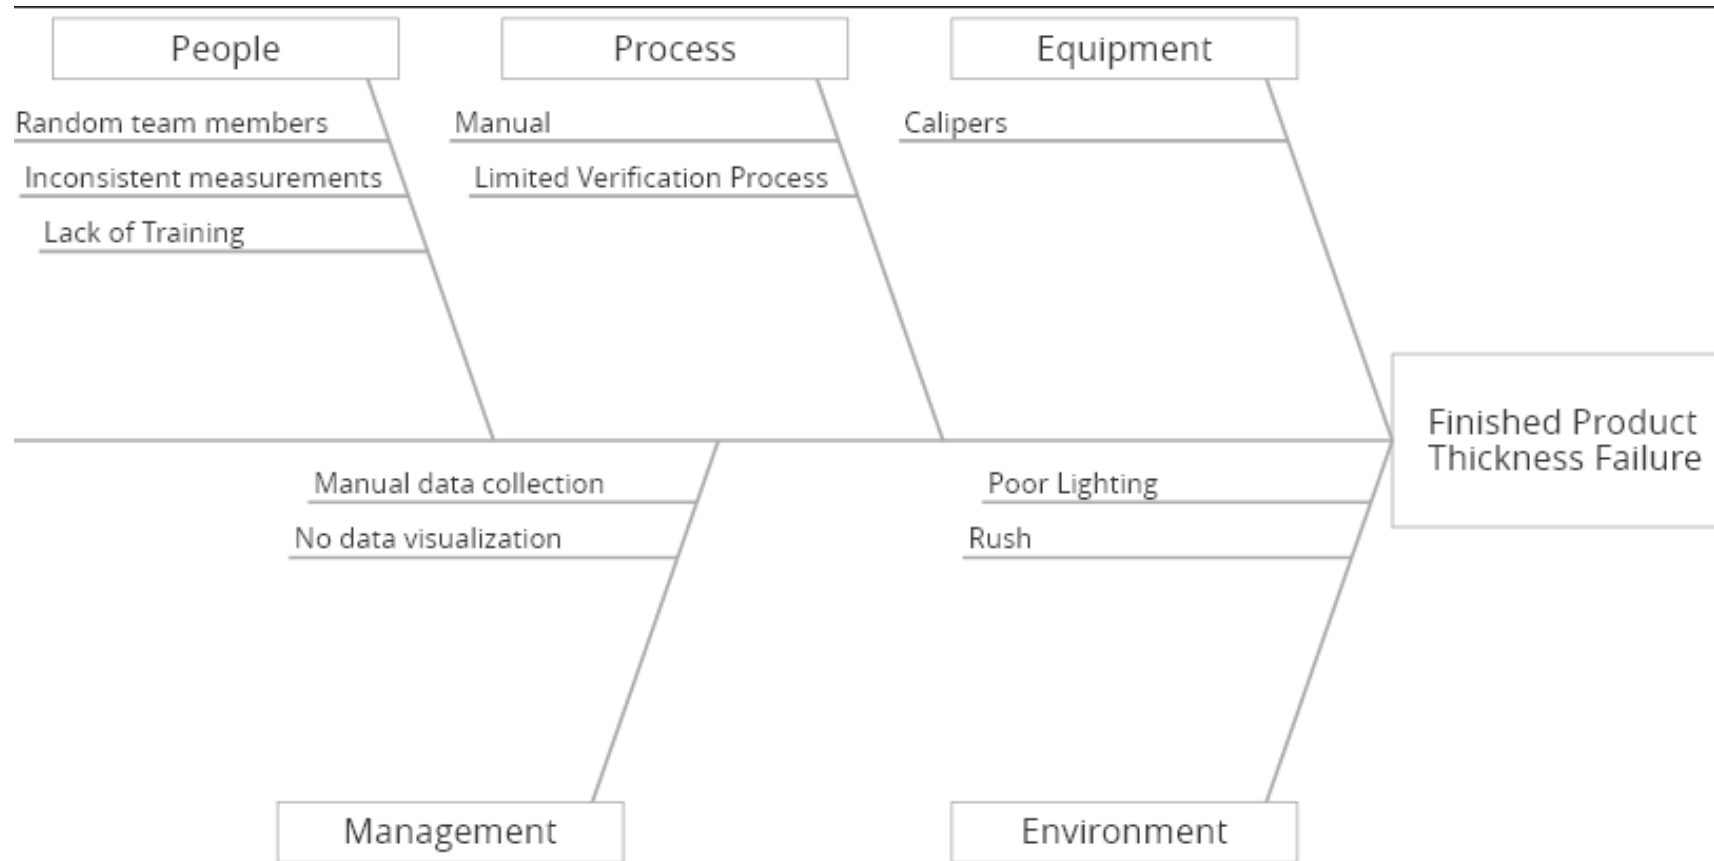 People
Process
Equipment
Random team members
Manual
Calipers
Inconsistent measurements
Limited Verification Process
Lack of Training
Finished Product
Thickness Failure
Manual data collection
Poor Lighting
No data visualization
Rush
Management
Environment